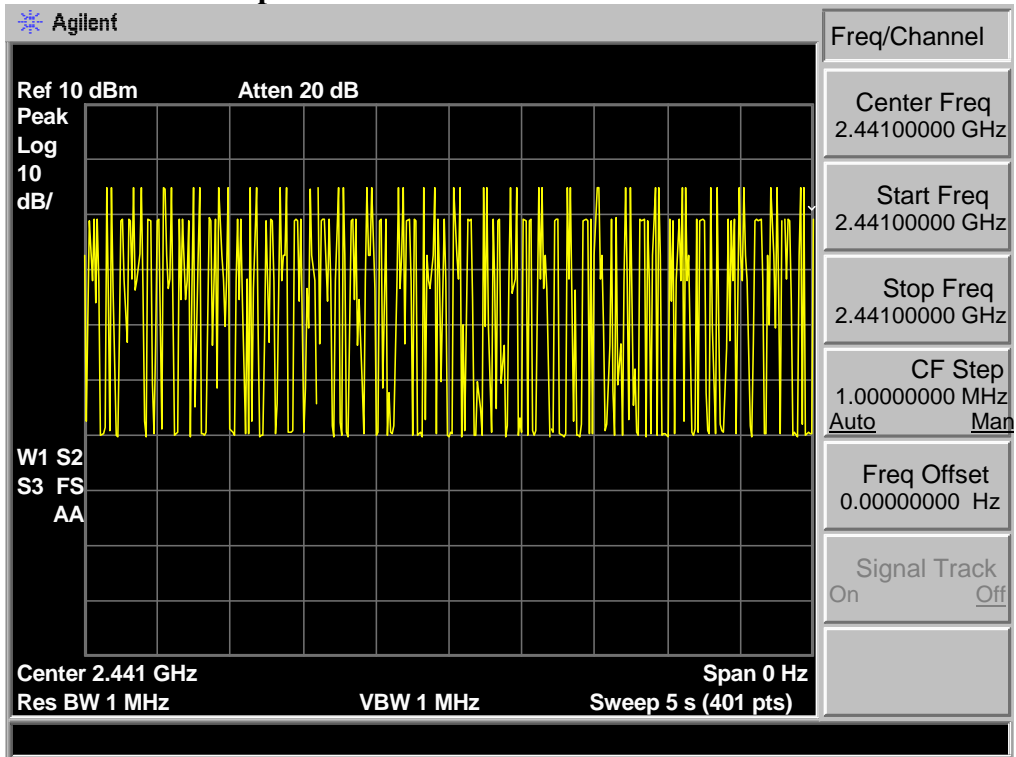 Agilent
Freq/Channel
Ref 10 dBm Atten 20 dB
Peak
Log
10
dB/
W1 S2
S3 FS
AA
Center 2.441 GHz Span 0 Hz
Res BW 1 MHz VBW 1 MHz Sweep 5 s (401 pts)
Center Freq
2.44100000 GHz
Start Freq
2.44100000 GHz
Stop Freq
2.44100000 GHz
CF Step
1.00000000 MHz
Auto Man
Freq Offset
0.00000000 Hz
Signal Track
On Off